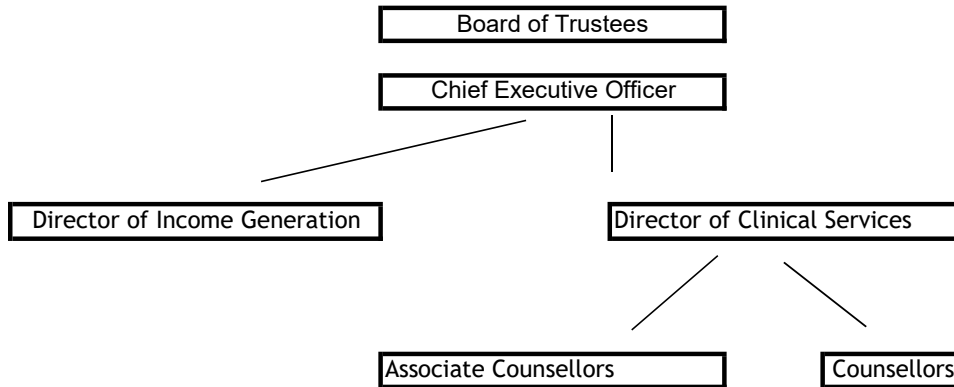 Board of Trustees
Chief Executive Officer
Director of Income Generation
Director of Clinical Services
Associate Counsellors
Counsellors